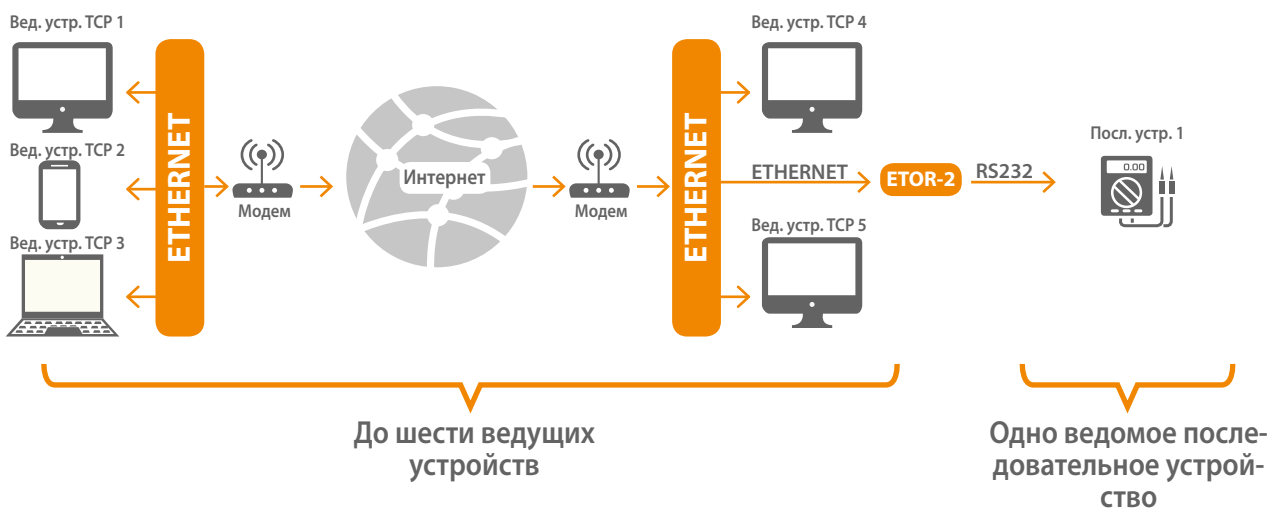 Вед. устр. TCP 1
Вед. устр. TCP 2
Вед. устр. TCP 3
ETHERNET
Модем
Интернет
Модем
ETHERNET
Вед. устр. TCP 4
ETHERNET
Вед. устр. TCP 5
ETOR-2
RS232
Посл. устр. 1
0.00
До шести ведущих
устройств
Одно ведомое после-
довательное устрой-
ство